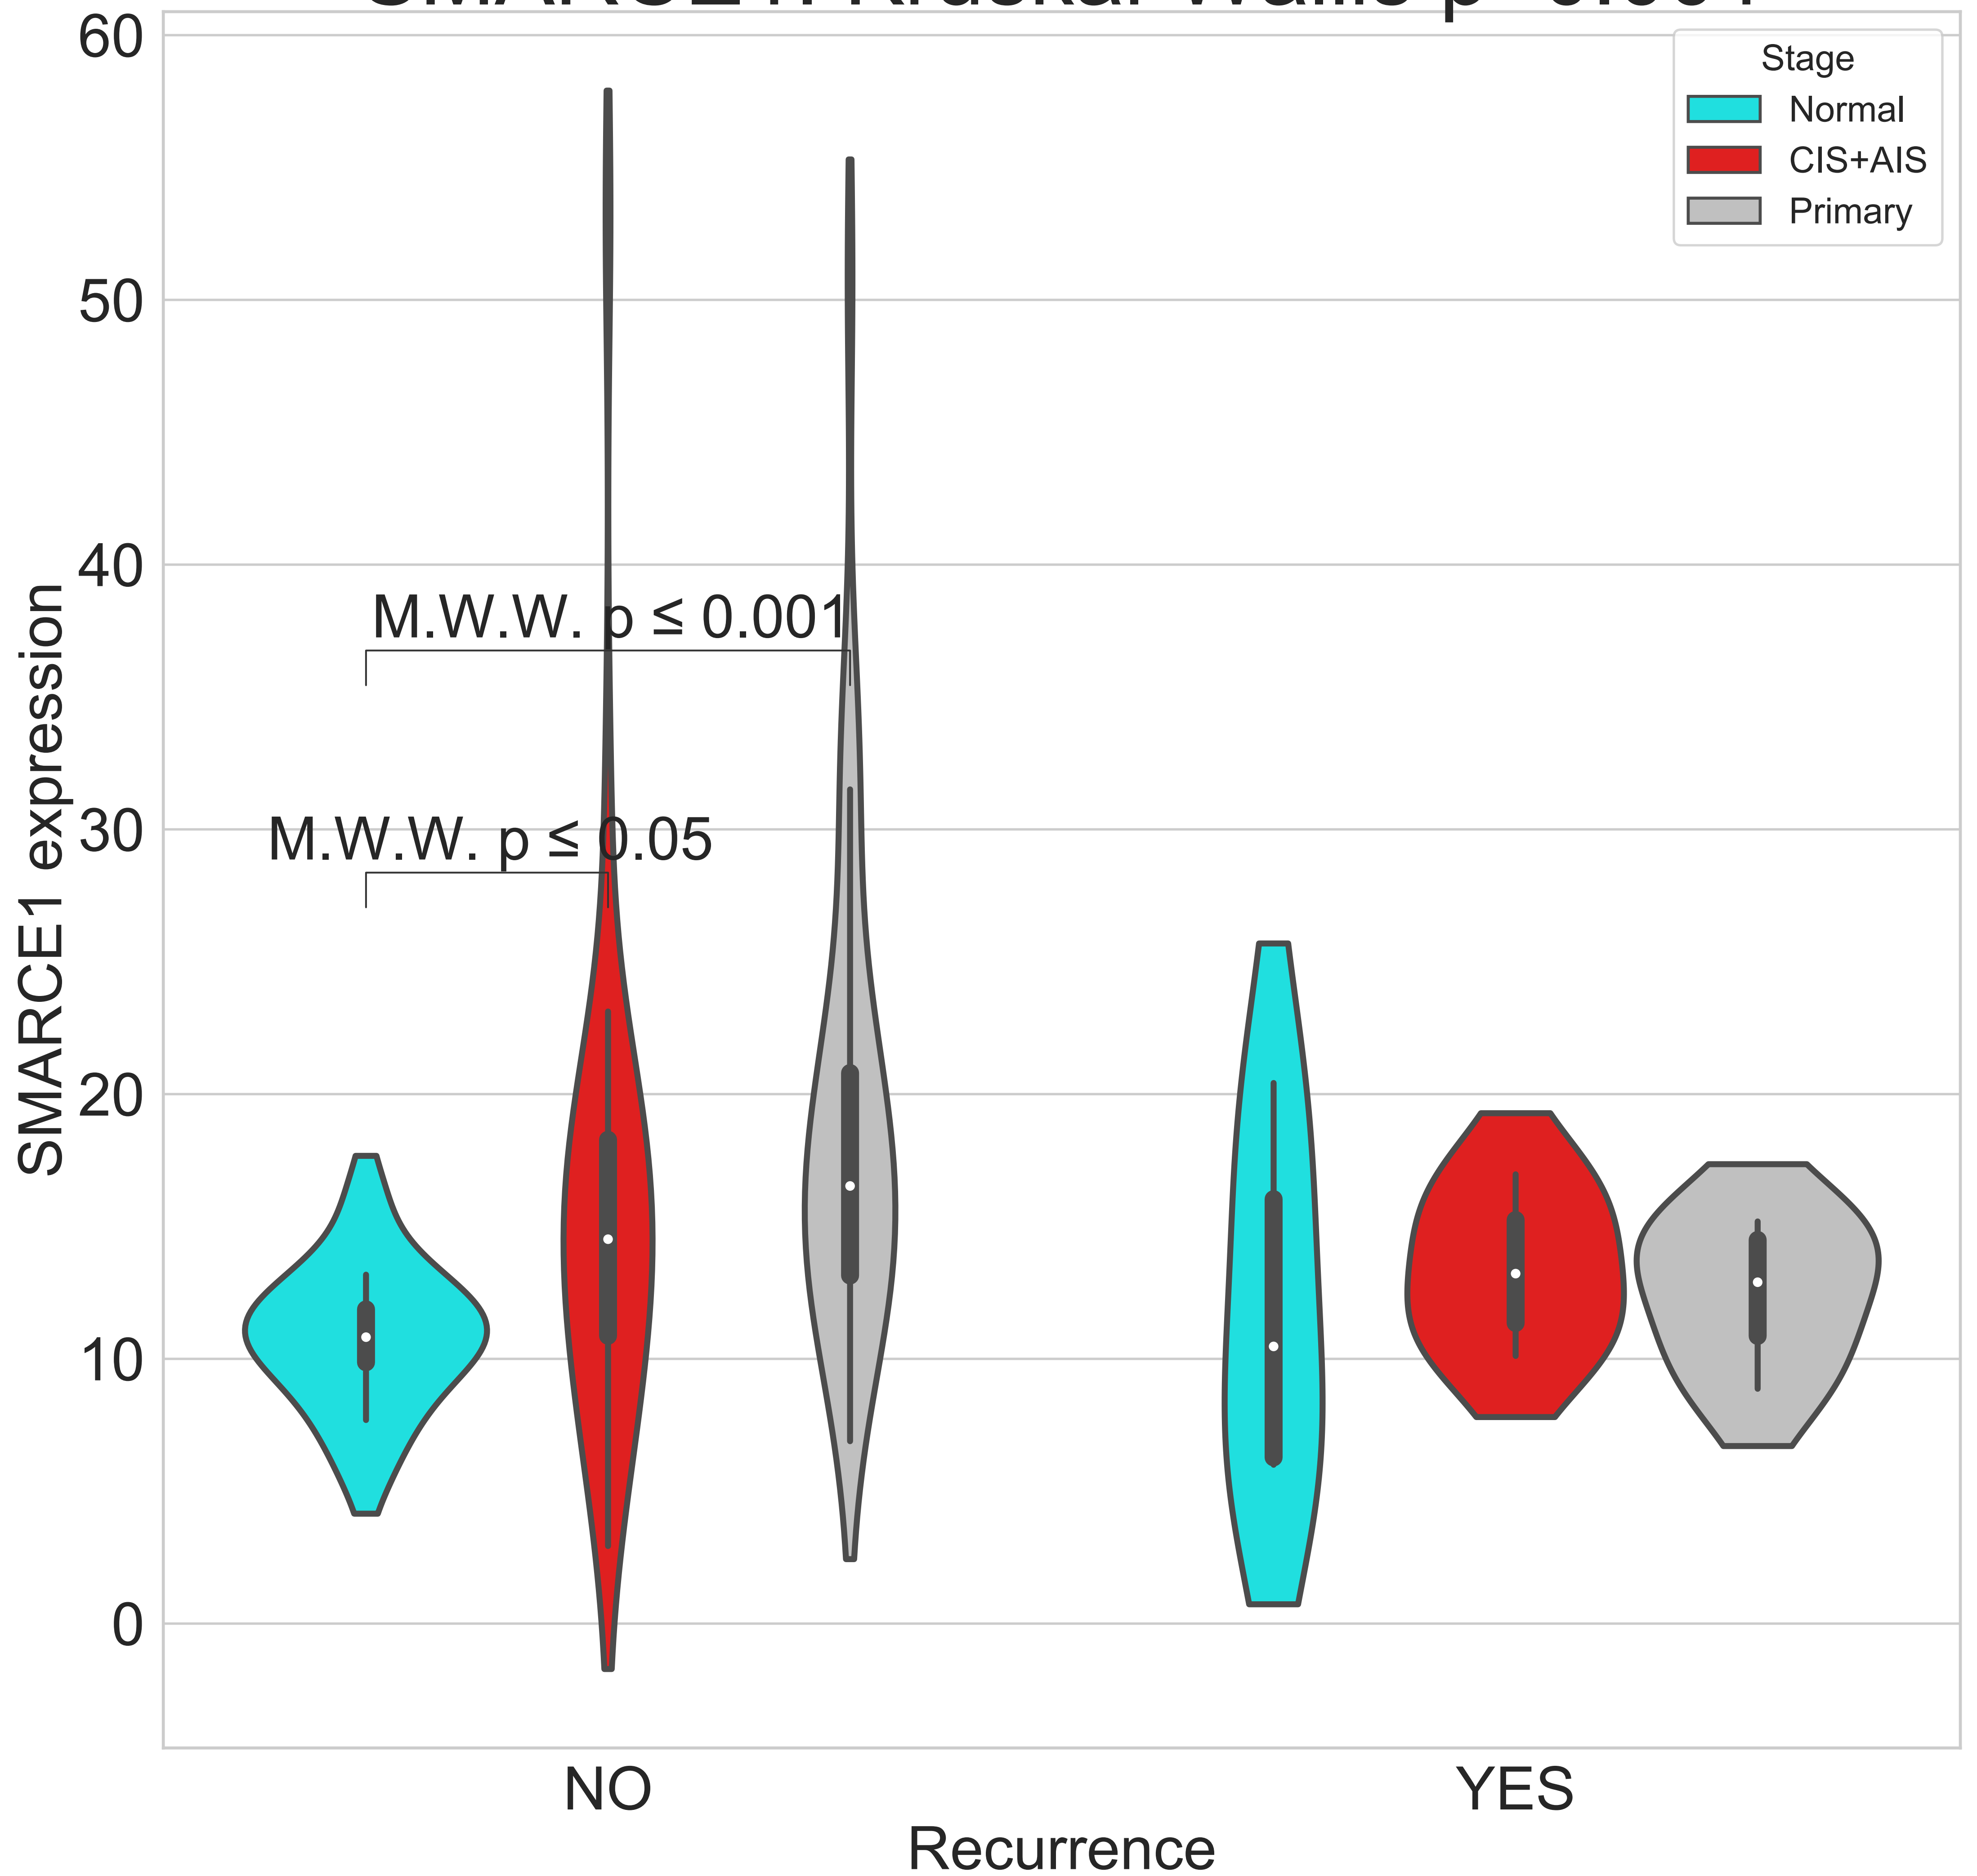 60
50
40
30
20
10
0
SMARCE1 expression
Stage
Normal
CIS+AIS
Primary
M.W.W. p ≤ 0.001
M.W.W. p ≤ 0.05
NO
YES
Recurrence